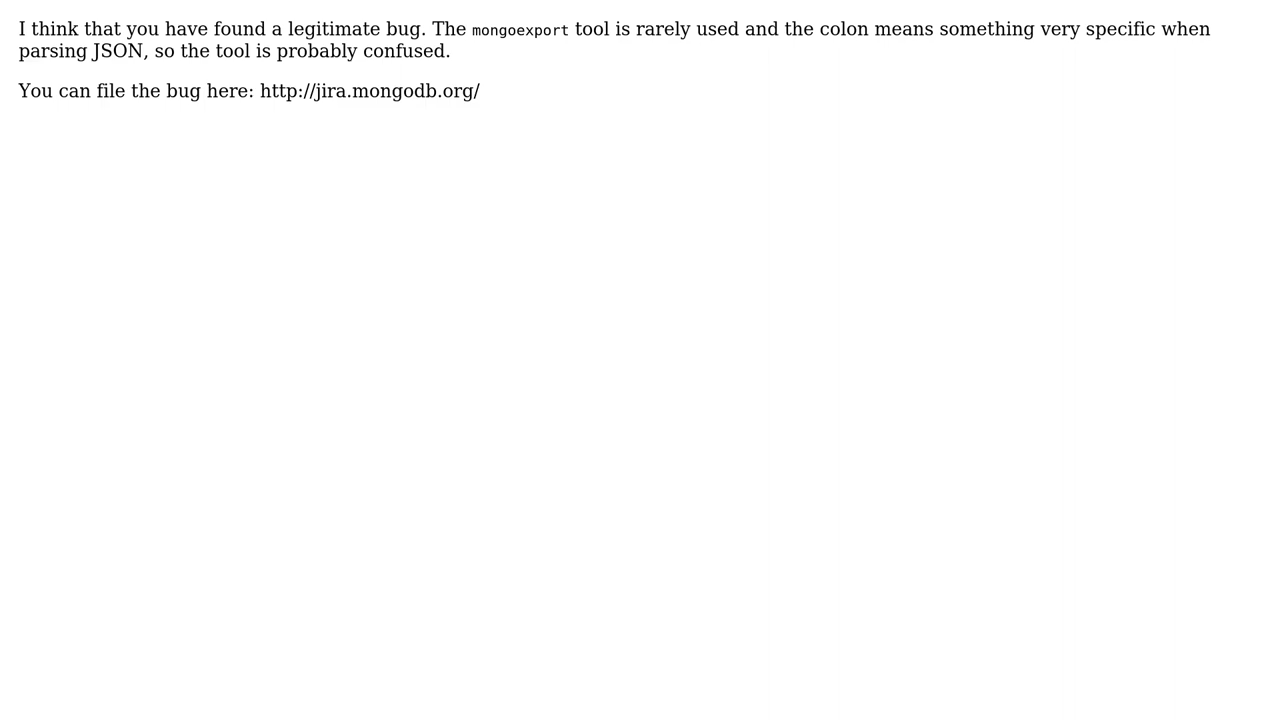 I think that you have found a legitimate bug. The mongoexport tool is rarely used and the colon means something very specific when
parsing JSON, so the tool is probably confused.
You can file the bug here: http://jira.mongodb.org/